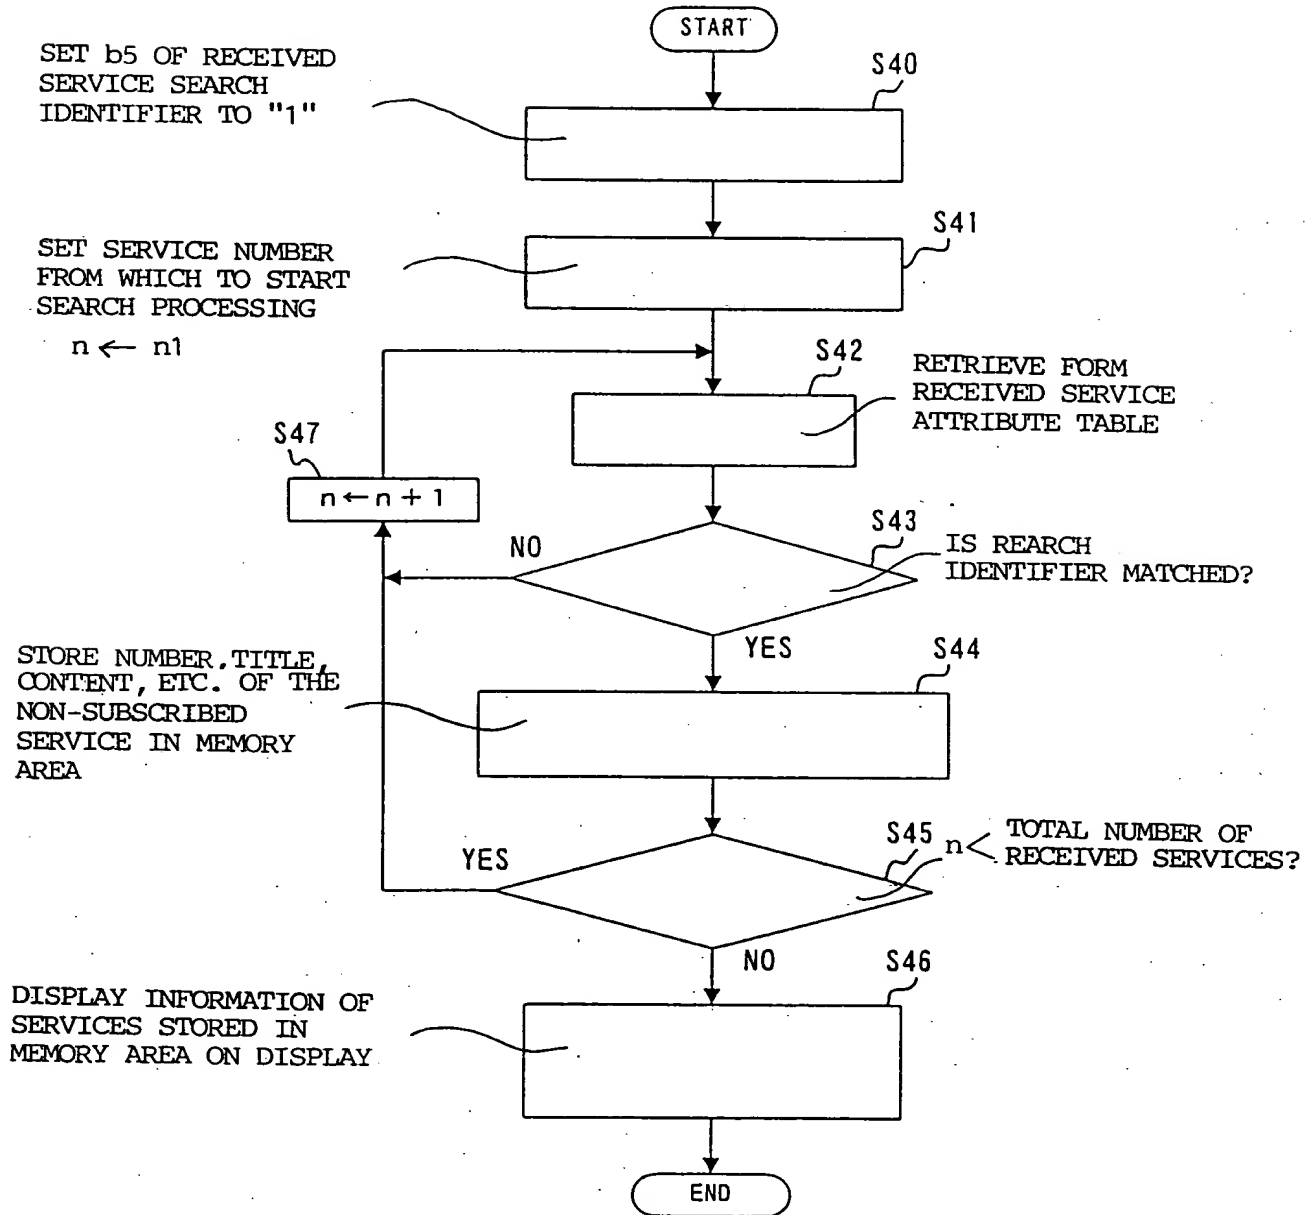 START
SET b5 OF RECEIVED
SERVICE SEARCH
IDENTIFIER TO "1"
S40
SET SERVICE NUMBER
FROM WHICH TO START
SEARCH PROCESSING
n ← n1
S41
S42
RETRIEVE FORM
RECEIVED SERVICE
ATTRIBUTE TABLE
S47
n ← n + 1
S43
IS REARCH
IDENTIFIER MATCHED?
NO
YES
STORE NUMBER.TITLE,
CONTENT, ETC. OF THE
NON-SUBSCRIBED
SERVICE IN MEMORY
AREA
S44
S45
n < TOTAL NUMBER OF
RECEIVED SERVICES?
YES
NO
DISPLAY INFORMATION OF
SERVICES STORED IN
MEMORY AREA ON DISPLAY
S46
END